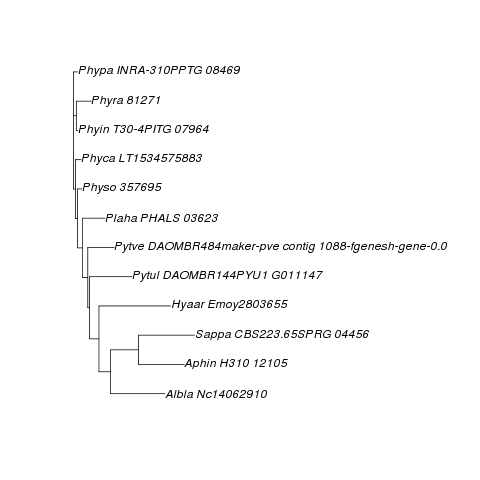 Phypa INRA-310PPTG 08469
Phyra 81271
Phyin T30-4PITG 07964
Phyca LT1534575883
Physo 357695
Plaha PHALS 03623
Pytve DAOMBR484maker-pve contig 1088-fgenesh-gene-0.0
Pytul DAOMBR144PYU1 G011147
Hyaar Emoy2803655
Sappa CBS223.65SPRG 04456
Aphin H310 12105
Albla Nc14062910